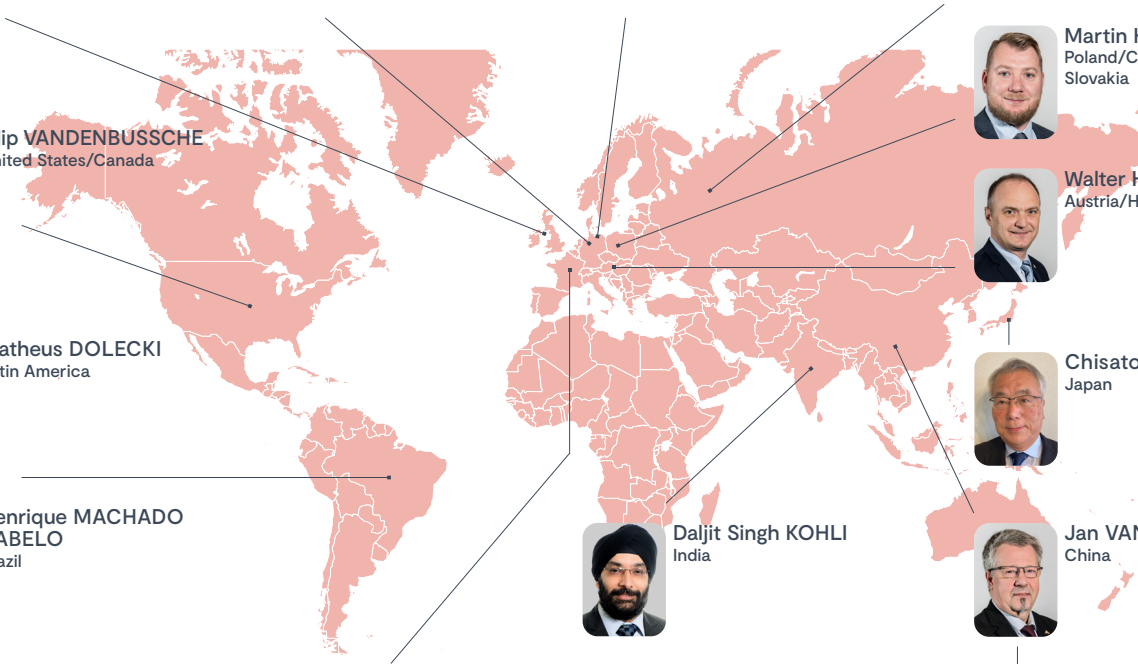 lip VANDENBUSSCHE
nited States/Canada
atheus DOLECKI
tin America
enrique MACHADO
ABELO
azil
Daljit Singh KOHLI
India
Martin H
Poland/C
Slovakia
Walter H
Austria/H
Chisato
Japan
Jan VAN
China